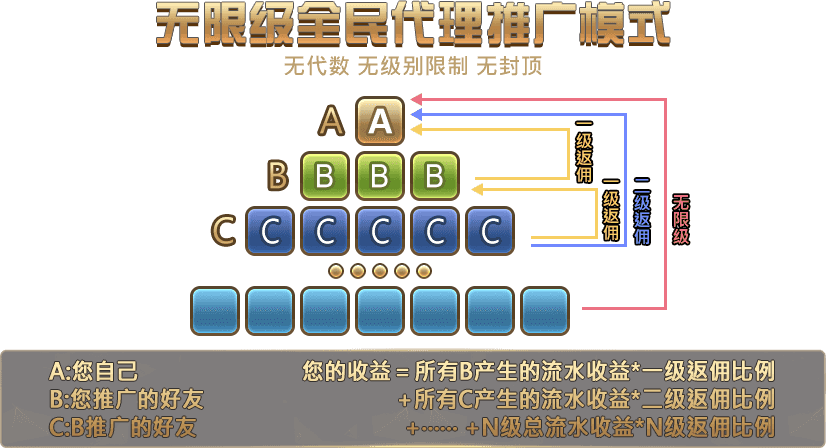 无限级全民代理推广模式
无代数 无级别限制 无封顶
A A
B B B B
C C C C C C
一级返佣
一级返佣
二级返佣
无限级
A:您自己 您的收益=所有B产生的流水收益*一级返佣比例
B:您推广的好友 +所有C产生的流水收益*二级返佣比例
C:B推广的好友 +······ +N级总流水收益*N级返佣比例